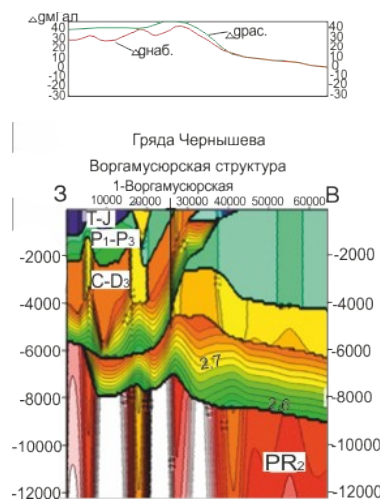 △gмГал
40 40
30 30
20 20
10 10
0 0
-10 -10
-20 -20
-30 -30
△gрас.
△gнаб.
Гряда Чернышева
Воргамусюрская структура
1-Воргамусюрская
З В
10000 20000 30000 40000 50000 60000
T-J
P₁-P₃
-2000 -2000
C-D₃
-4000 -4000
-6000 -6000
2.7
2.6
-8000 -8000
-10000 -10000
PR₂
-12000 -12000